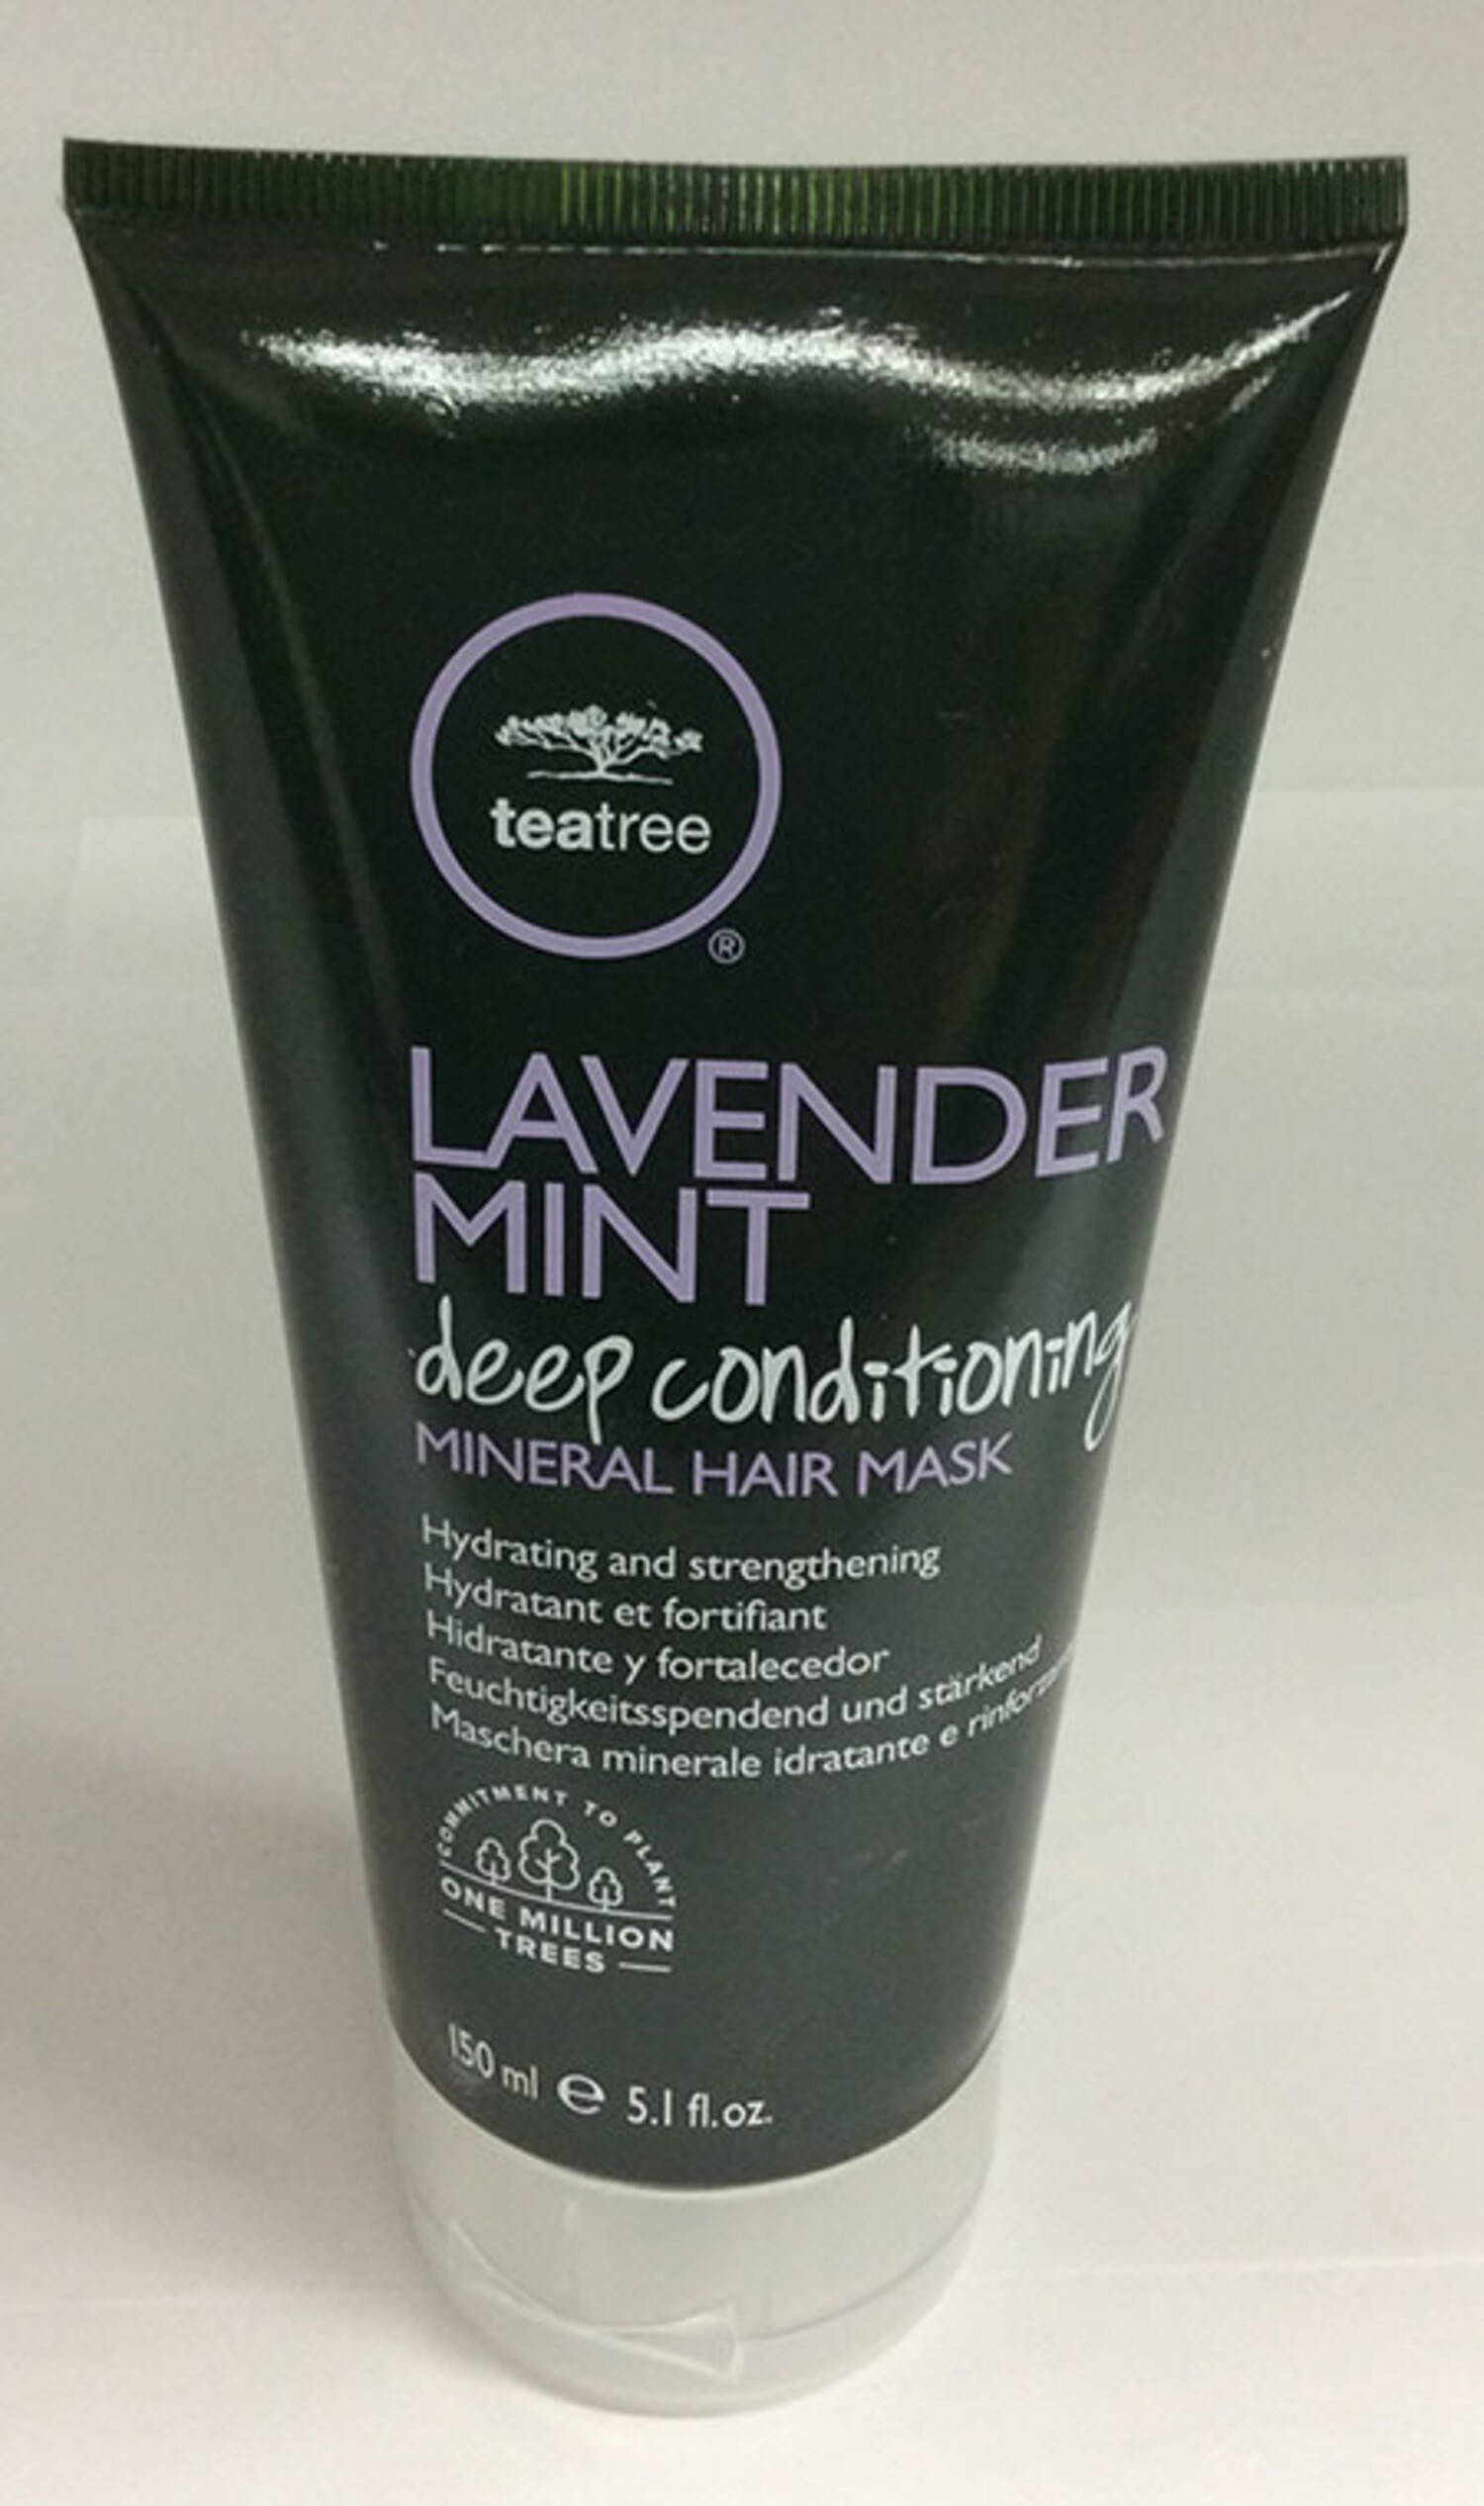 teatree
®
LAVENDER
MINT
deep conditioning
MINERAL HAIR MASK
Hydrating and strengthening
Hydratant et fortifiant
Hidratante y fortalecedor
Feuchtigkeitsspendend und stärkend
Maschera minerale idratante e
COMMITMENT TO PLANT
ONE MILLION
TREES
150 ml e 5.1 fl.oz.